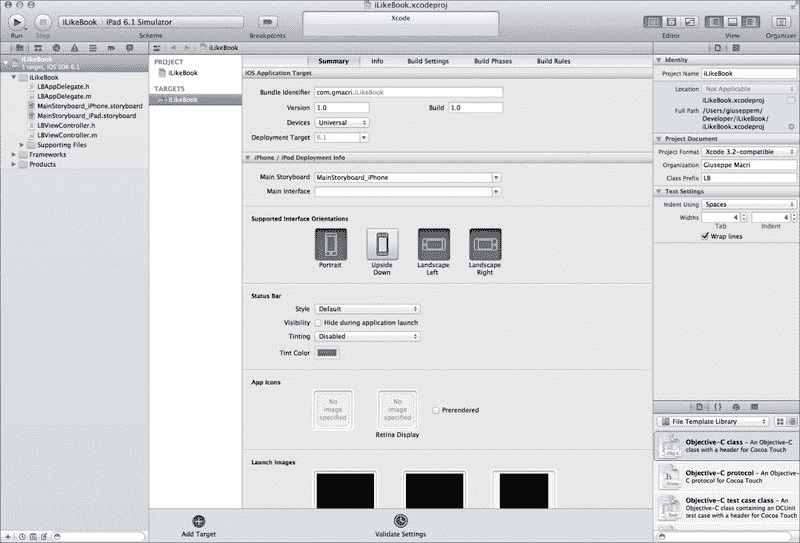 iLikeBook.xcodeproj
Run
Stop
iLikeBook
iPad 6.1 Simulator
Scheme
Breakpoints
Xcode
Editor
View
Organizer
iLikeBook
1 target, iOS SDK 6.1
iLikeBook
LBAppDelegate.h
LBAppDelegate.m
MainStoryboard_iPhone.storyboard
MainStoryboard_iPad.storyboard
LBViewController.h
LBViewController.m
Supporting Files
Frameworks
Products
iLikeBook
PROJECT
iLikeBook
TARGETS
iLikeBook
Summary
Info
Build Settings
Build Phases
Build Rules
iOS Application Target
Bundle Identifier
com.gmacri.iLikeBook
Version
1.0
Build
1.0
Devices
Universal
Deployment Target
6.1
iPhone / iPod Deployment Info
Main Storyboard
MainStoryboard_iPhone
Main Interface
Supported Interface Orientations
Portrait
Upside
Down
Landscape
Left
Landscape
Right
Status Bar
Style
Default
Visibility
Hide during application launch
Tinting
Disabled
Tint Color
App Icons
No
image
specified
No
image
specified
Prerendered
Retina Display
Launch Images
Add Target
Validate Settings
Identity
Project Name
iLikeBook
Location
Not Applicable
iLikeBook.xcodeproj
Full Path
/Users/giuseppem/
Developer/iLikeBook/
iLikeBook.xcodeproj
Project Document
Project Format
Xcode 3.2-compatible
Organization
Giuseppe Macri
Class Prefix
LB
Text Settings
Indent Using
Spaces
Widths
4
4
Tab
Indent
Wrap lines
{ }
File Template Library
Objective-C class - An Objective-
C class with a header for Cocoa Touch
Objective-C protocol - An Objective-
C protocol for Cocoa Touch
Objective-C test case class - An
Objective-C class containing an OCUnit
test case with a header for Cocoa Touch